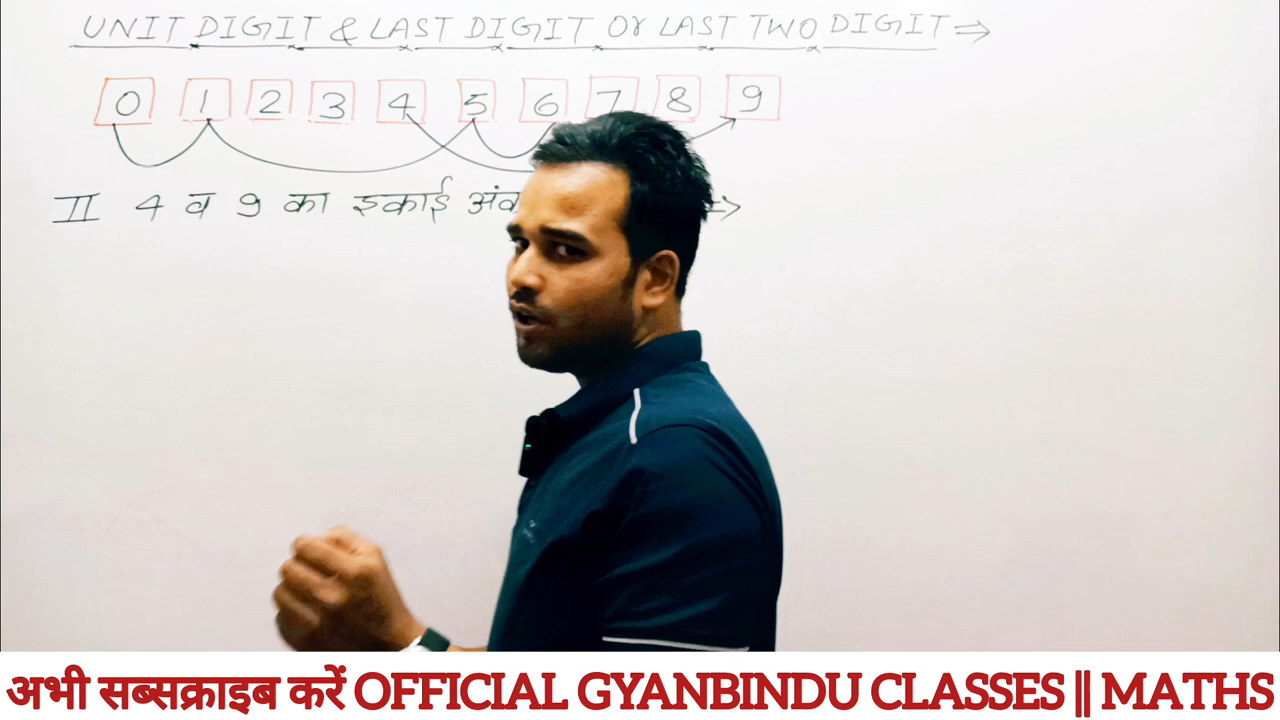 UNIT DIGIT & LAST DIGIT Or LAST TWO DIGIT ⇒
0 1 2 3 4 5 6 7 8 9
II 4 व 9 का इकाई
अभी सब्सक्राइब करें OFFICIAL GYANBINDU CLASSES || MATHS